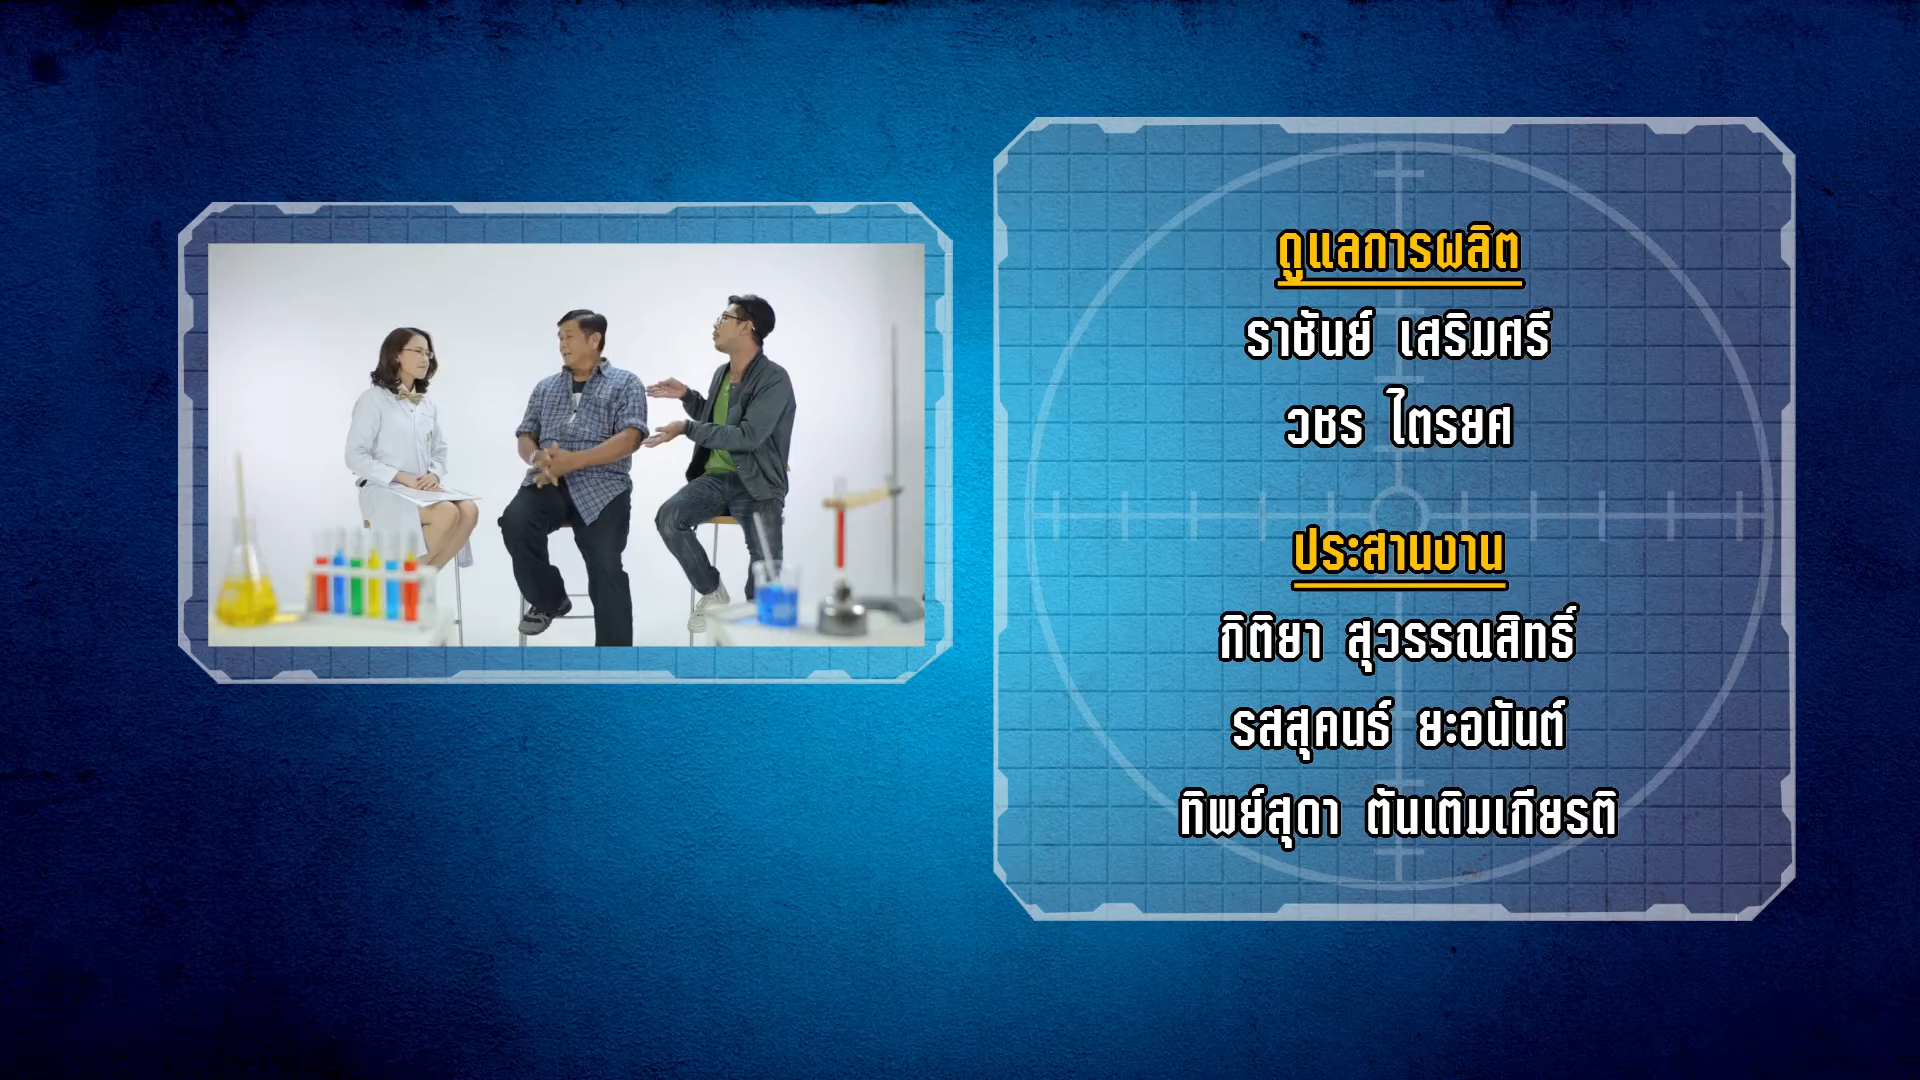 ดูแลการผลิต
ราชันย์ เสริมศรี
วชร ไตรยศ
ประสานงาน
กิติยา สุวรรณสิทธิ์
รสสุคนธ์ ยะอนันต์
ทิพย์สุดา ตันเติมเกียรติ